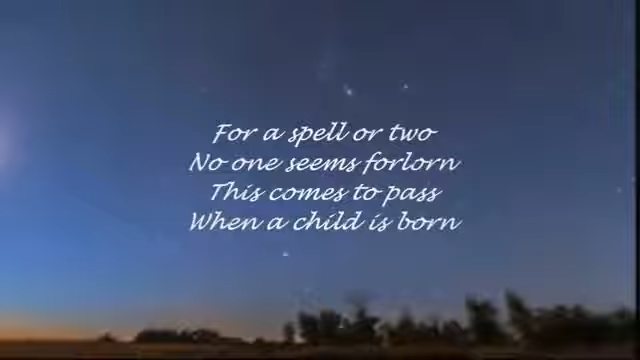 For a spell or two
No one seems forlorn
This comes to pass
When a child is born